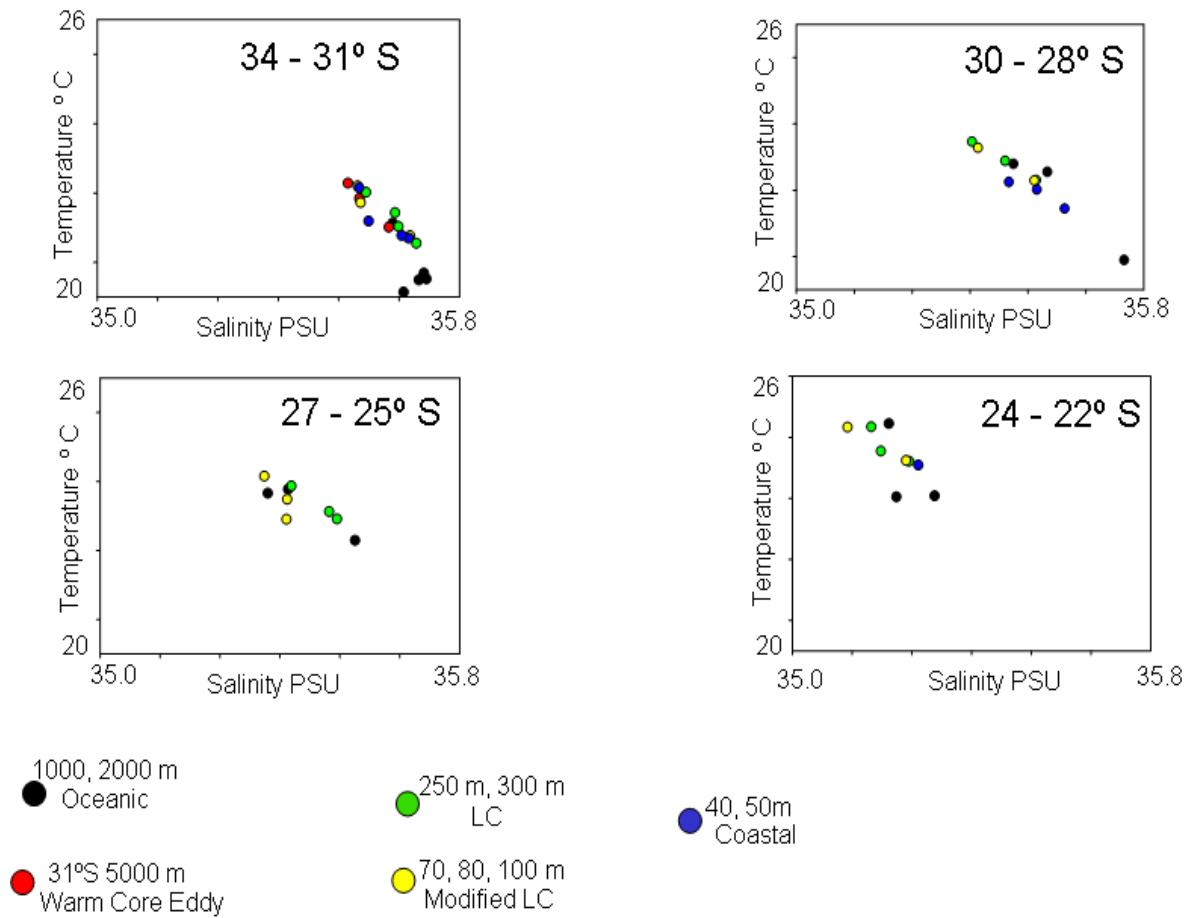 26
34 - 31º S
Temperature º C
20
35.0
Salinity PSU
35.8
26
30 - 28º S
Temperature º C
20
35.0
Salinity PSU
35.8
26
27 - 25º S
Temperature º C
20
35.0
Salinity PSU
35.8
26
24 - 22º S
Temperature º C
20
35.0
Salinity PSU
35.8
1000, 2000 m
Oceanic
250 m, 300 m
LC
40, 50m
Coastal
31ºS 5000 m
Warm Core Eddy
70, 80, 100 m
Modified LC